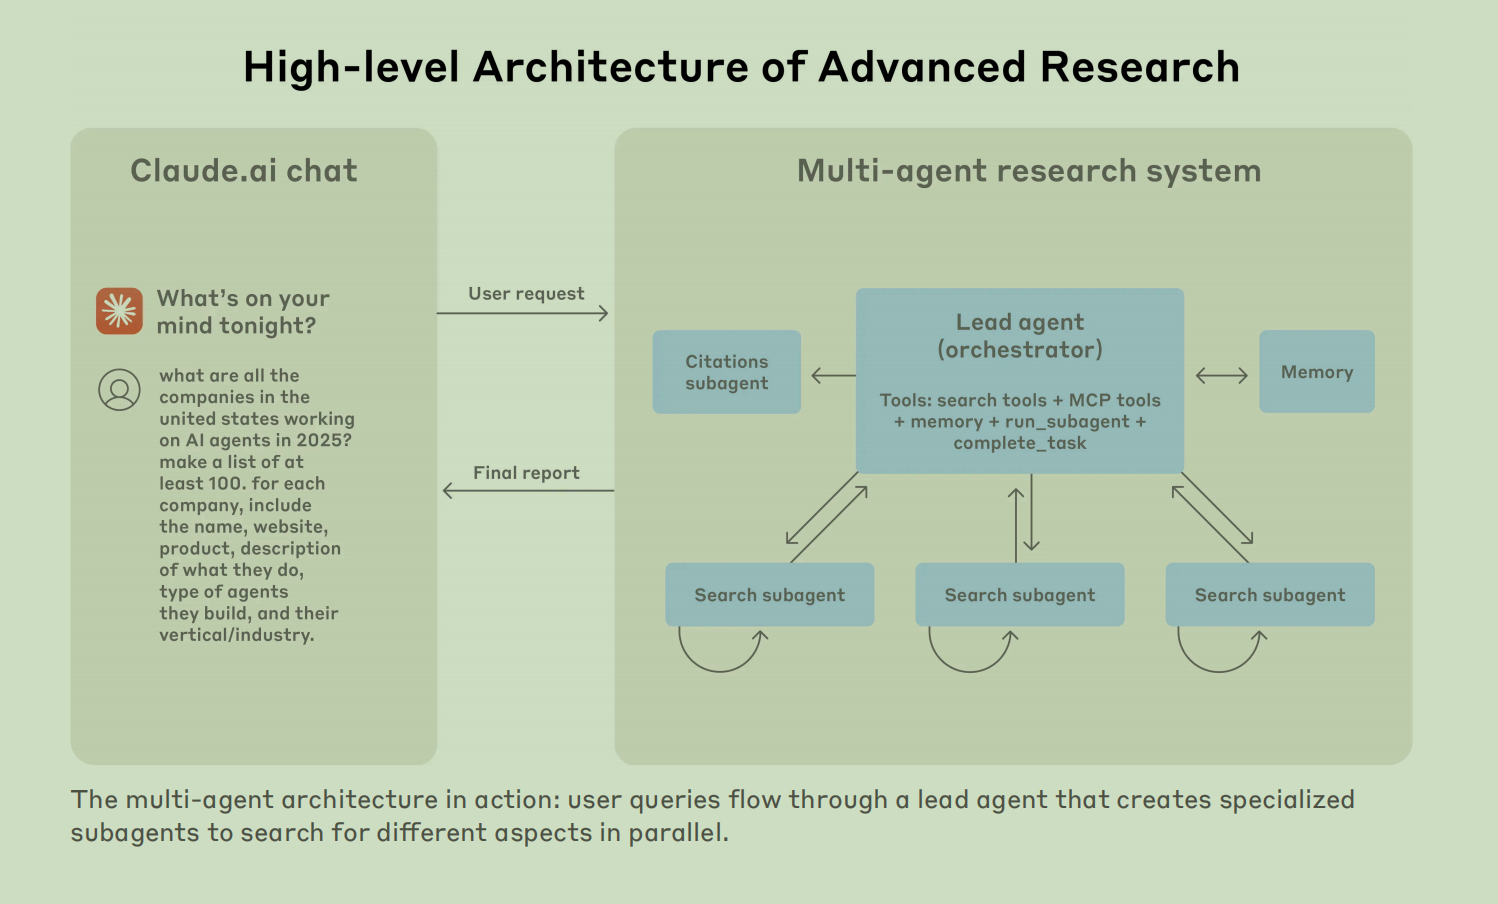 High-level Architecture of Advanced Research
Claude.ai chat
What's on your
mind tonight?
what are all the
companies in the
united states working
on AI agents in 2025?
make a list of at
least 100. for each
company, include
the name, website,
product, description
of what they do,
type of agents
they build, and their
vertical/industry.
User request
Final report
Multi-agent research system
Citations
subagent
Lead agent
(orchestrator)
Tools: search tools + MCP tools
+ memory + run_subagent +
complete_task
Memory
Search subagent
Search subagent
Search subagent
The multi-agent architecture in action: user queries flow through a lead agent that creates specialized
subagents to search for different aspects in parallel.